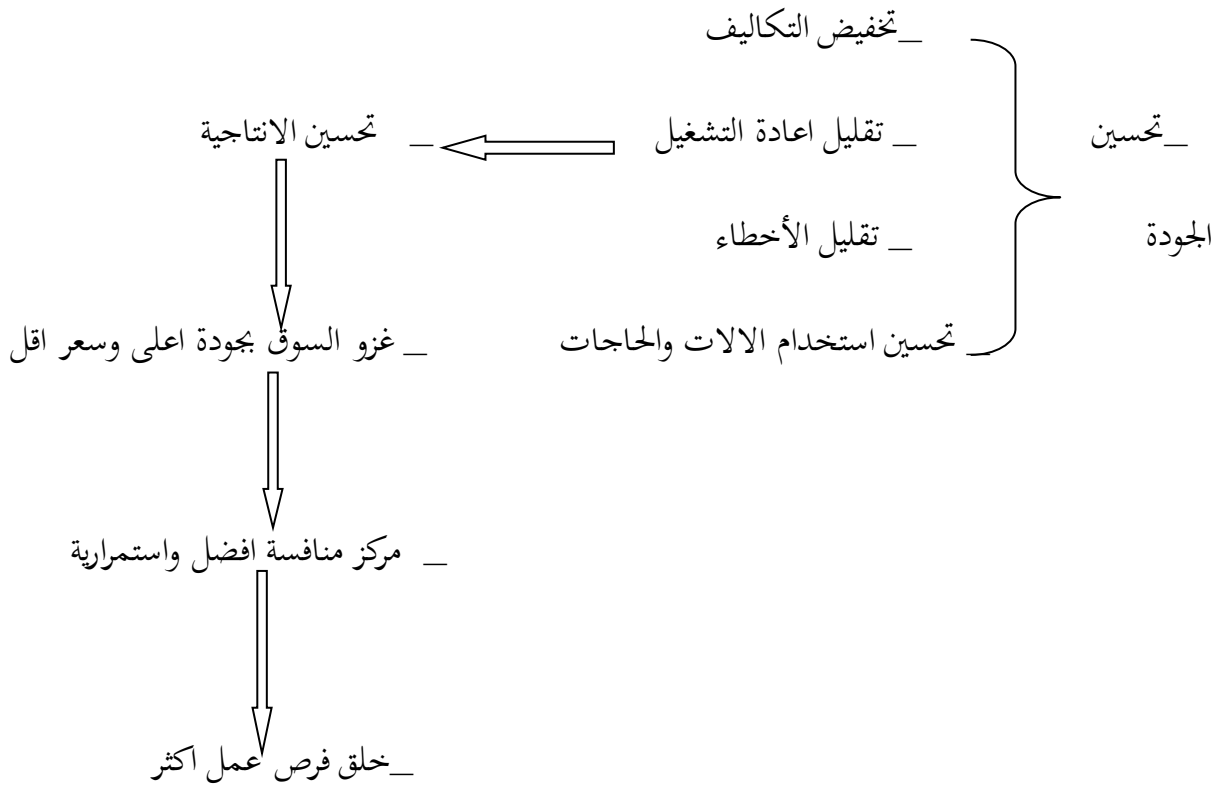 _تخفيض التكاليف
_تحسين
_ تقليل اعادة التشغيل
_ تحسين الانتاجية
الجودة
_ تقليل الأخطاء
_ تحسين استخدام الالات والحاجات
_ غزو السوق بجودة اعلى وسعر اقل
_ مركز منافسة افضل واستمرارية
_خلق فرص عمل اكثر